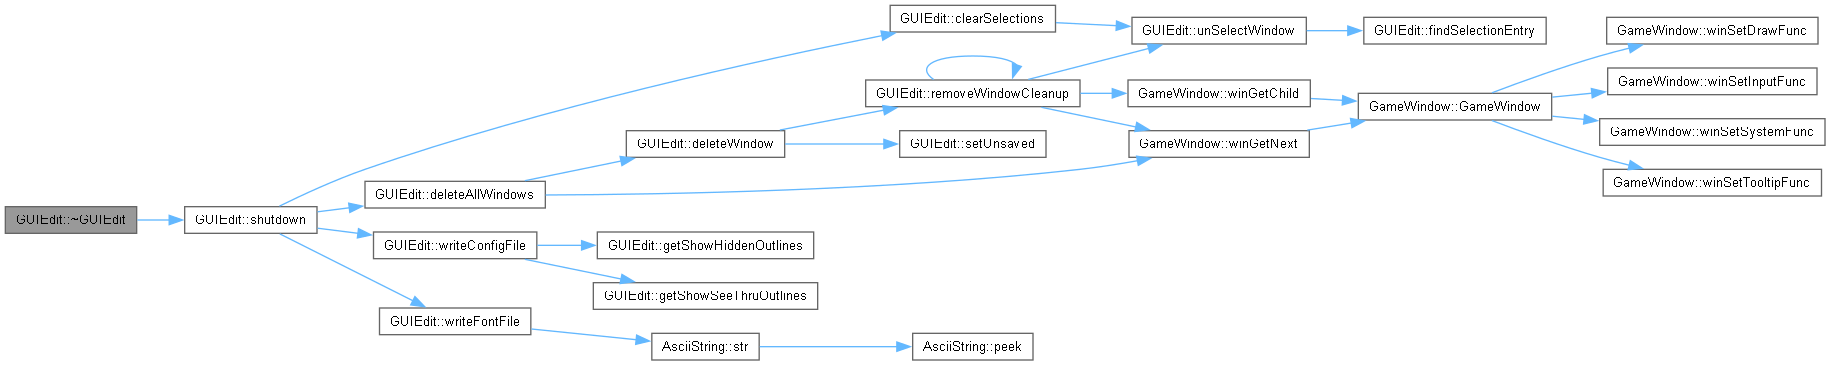 GUIEdit::~GUIEdit
GUIEdit::shutdown
GUIEdit::clearSelections
GUIEdit::unSelectWindow
GUIEdit::findSelectionEntry
GUIEdit::deleteAllWindows
GUIEdit::deleteWindow
GUIEdit::removeWindowCleanup
GUIEdit::setUnsaved
GameWindow::winGetChild
GameWindow::winGetNext
GameWindow::GameWindow
GameWindow::winSetDrawFunc
GameWindow::winSetInputFunc
GameWindow::winSetSystemFunc
GameWindow::winSetTooltipFunc
GUIEdit::writeConfigFile
GUIEdit::getShowHiddenOutlines
GUIEdit::getShowSeeThruOutlines
GUIEdit::writeFontFile
AsciiString::str
AsciiString::peek